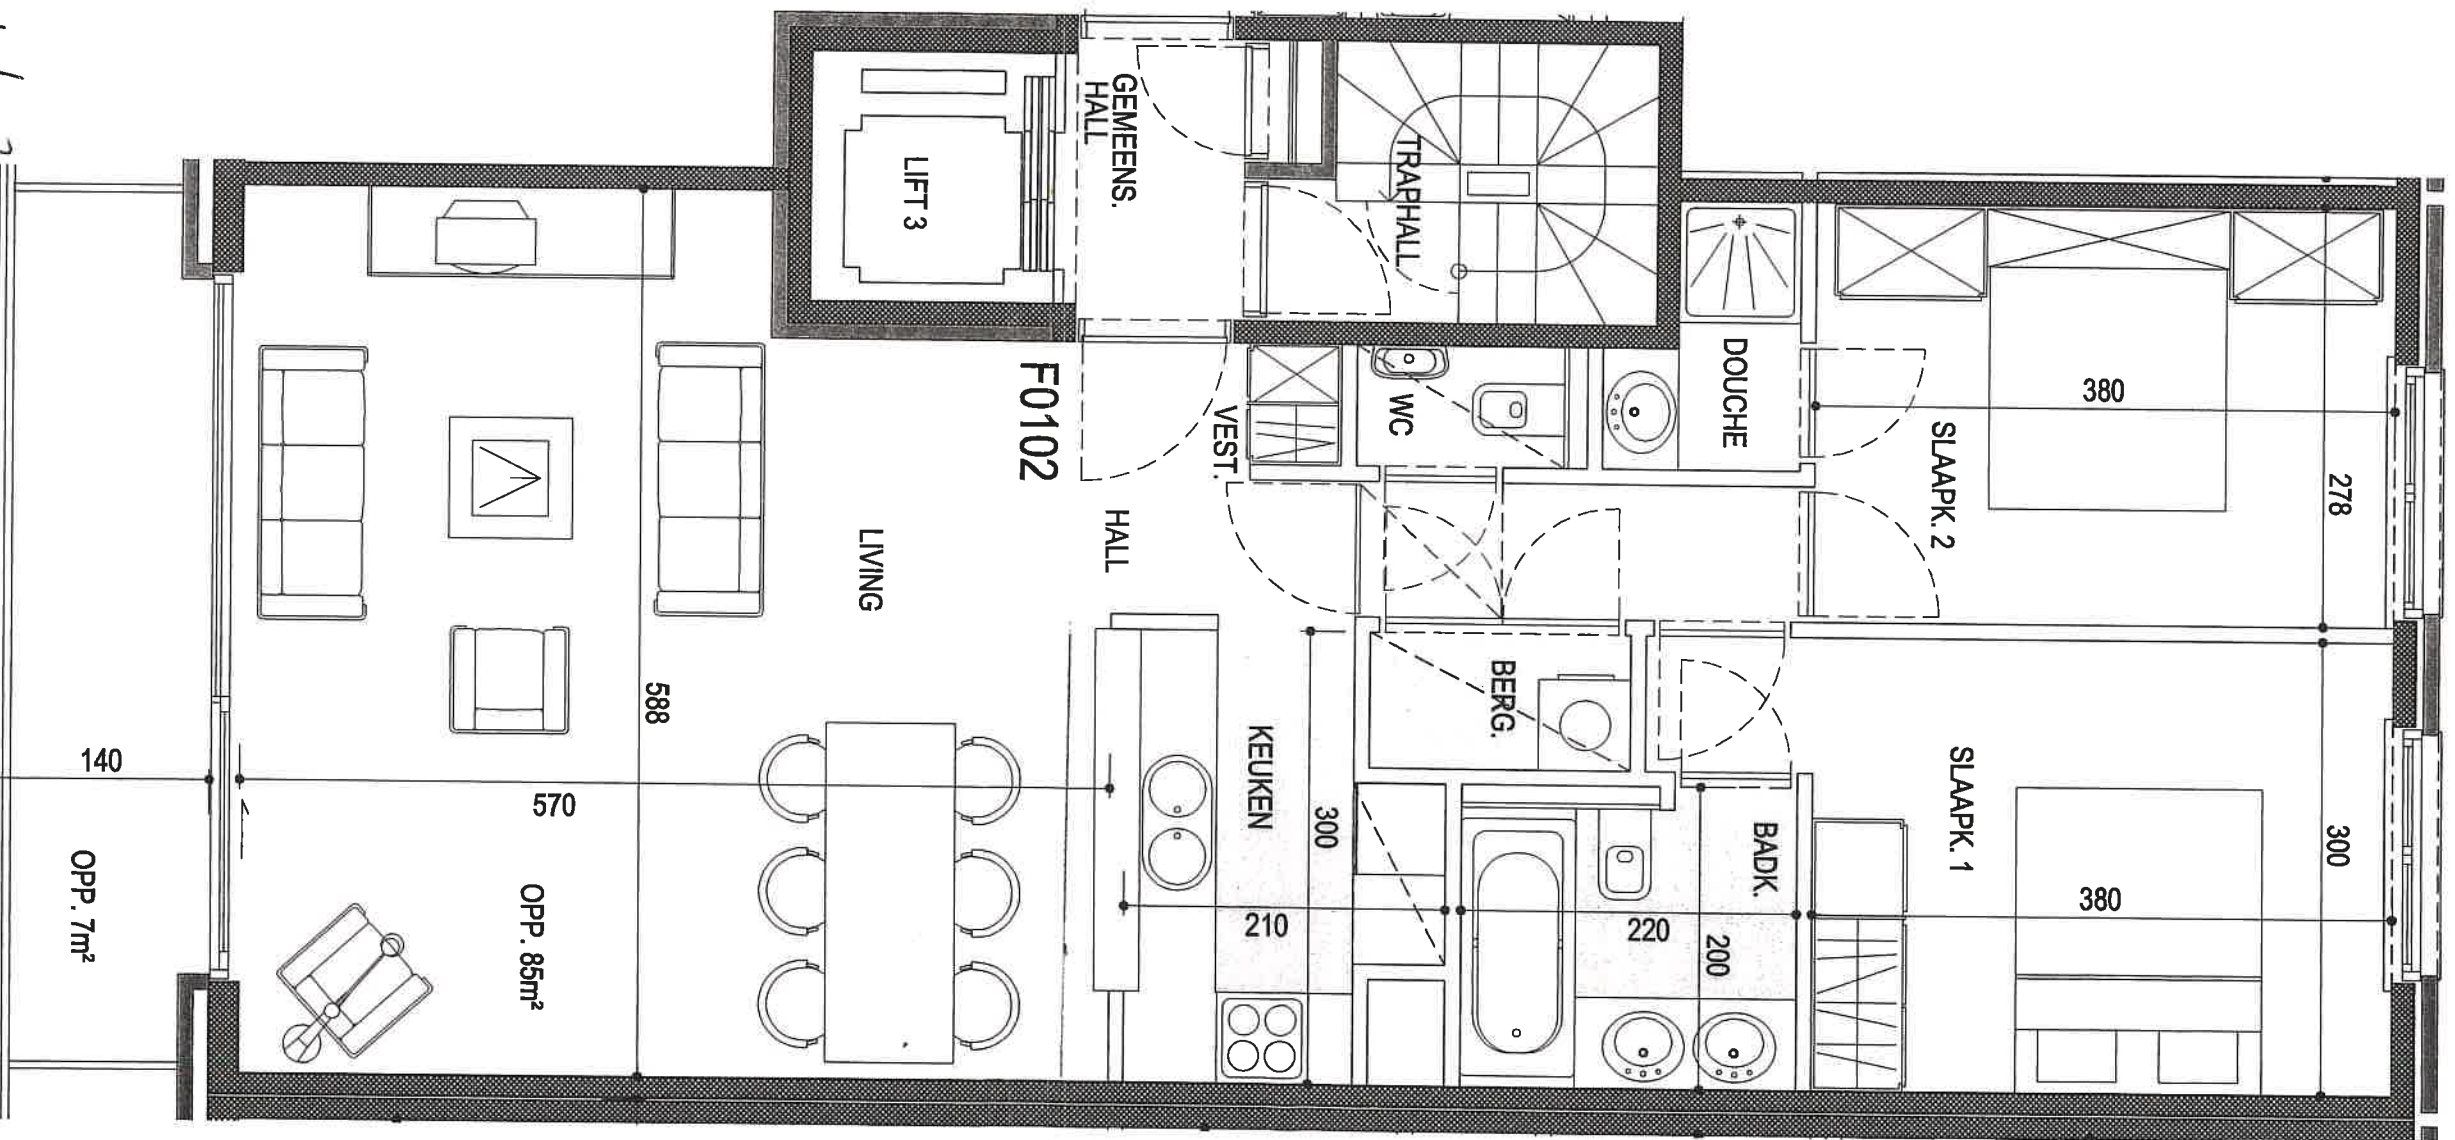 GEMEENS.
HALL
LIFT 3
TRAPHALL
F0102
VEST.
WC
DOUCHE
SLAAPK. 2
380
278
HALL
LIVING
588
BERG.
KEUKEN
300
SLAAPK. 1
300
BADK.
380
140
570
210
220
200
OPP. 7m²
OPP. 85m²